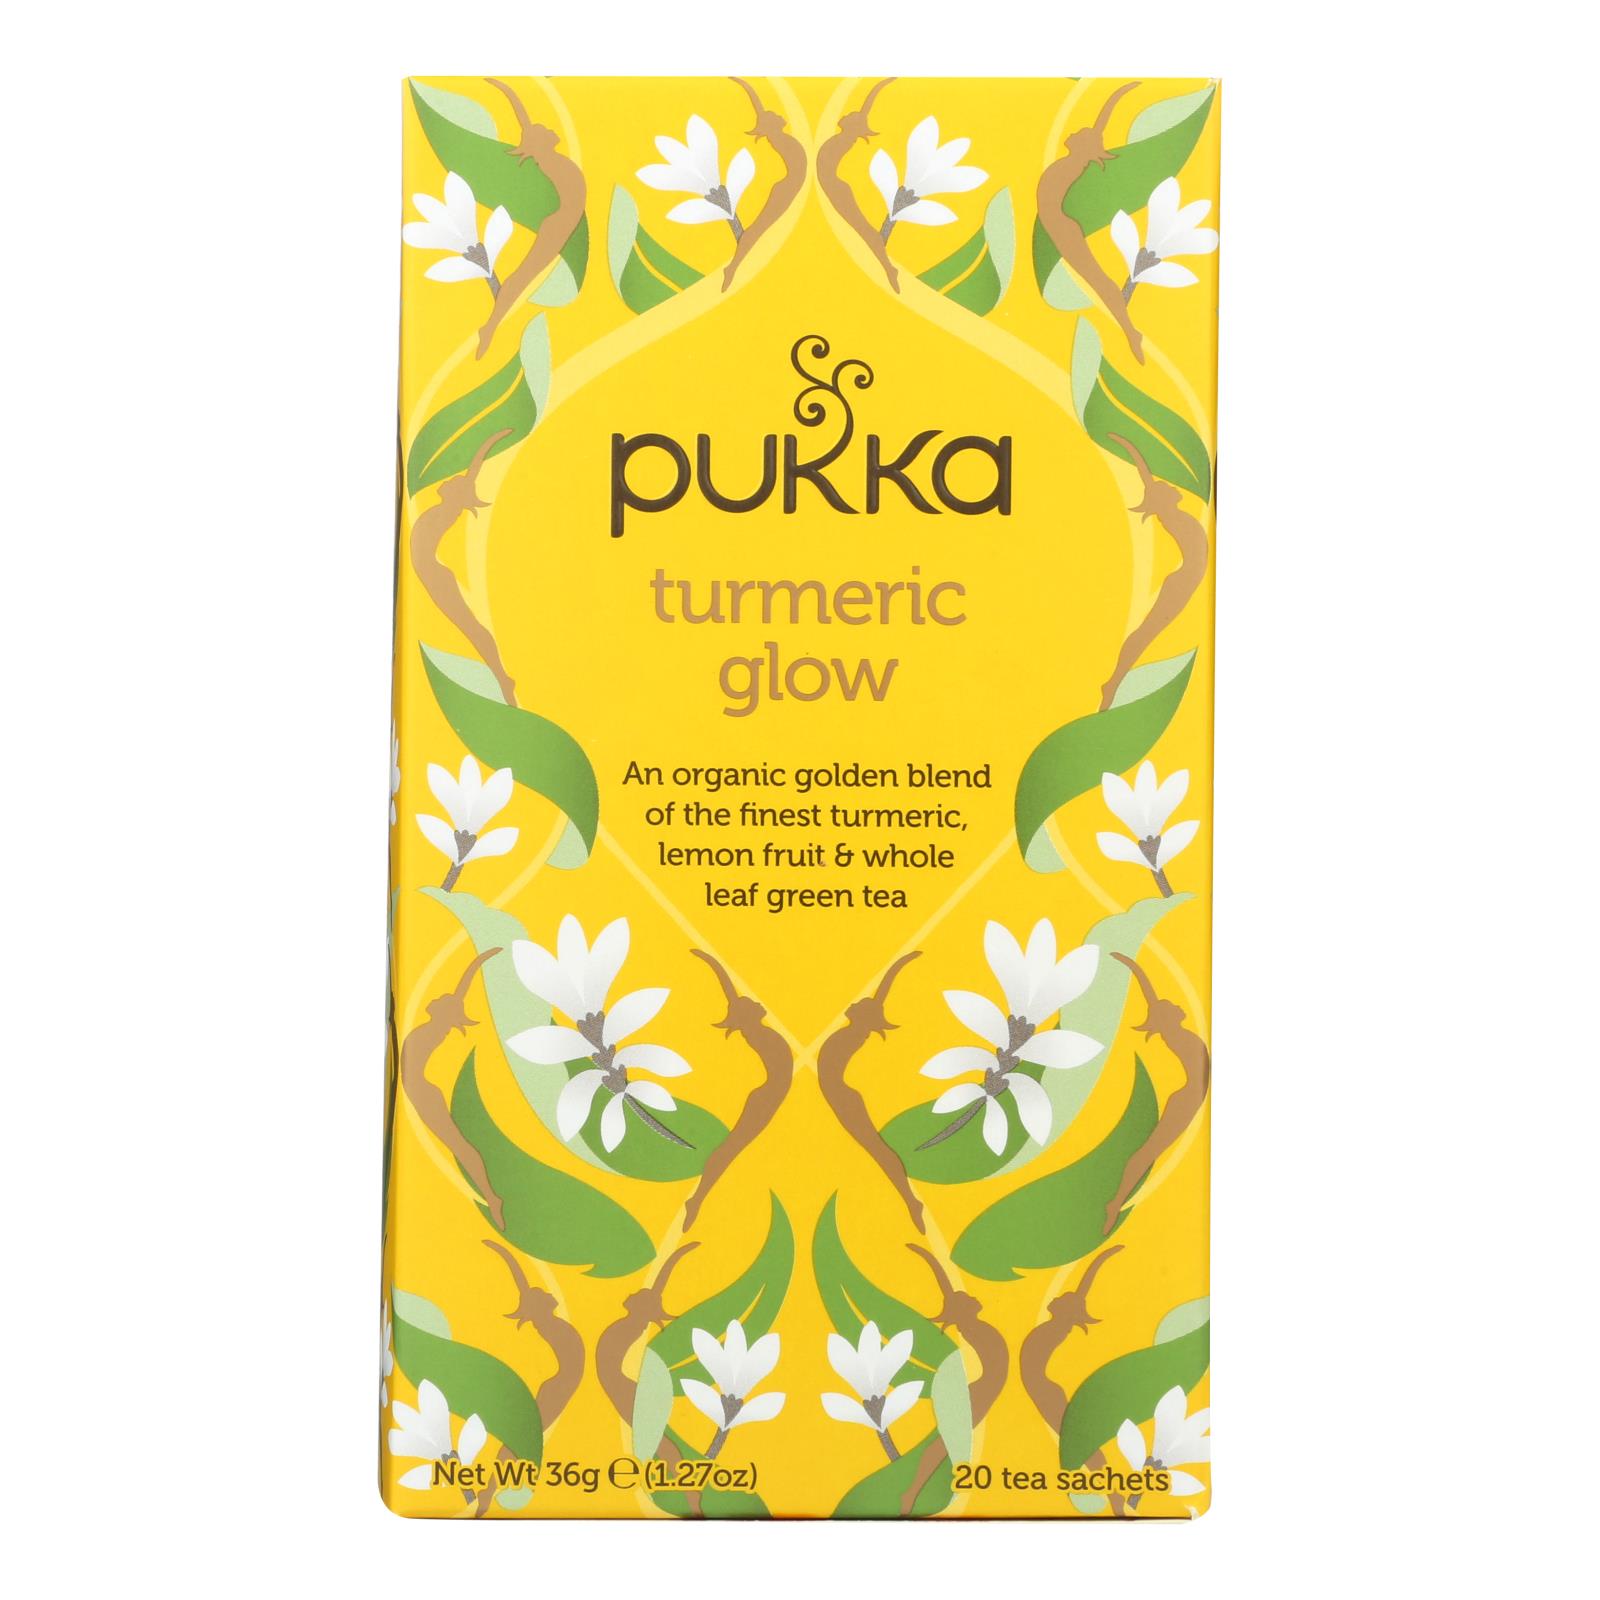 pukka
turmeric
glow
An organic golden blend
of the finest turmeric,
lemon fruit & whole
leaf green tea
Net Wt 36g ℮ (1.27oz)
20 tea sachets